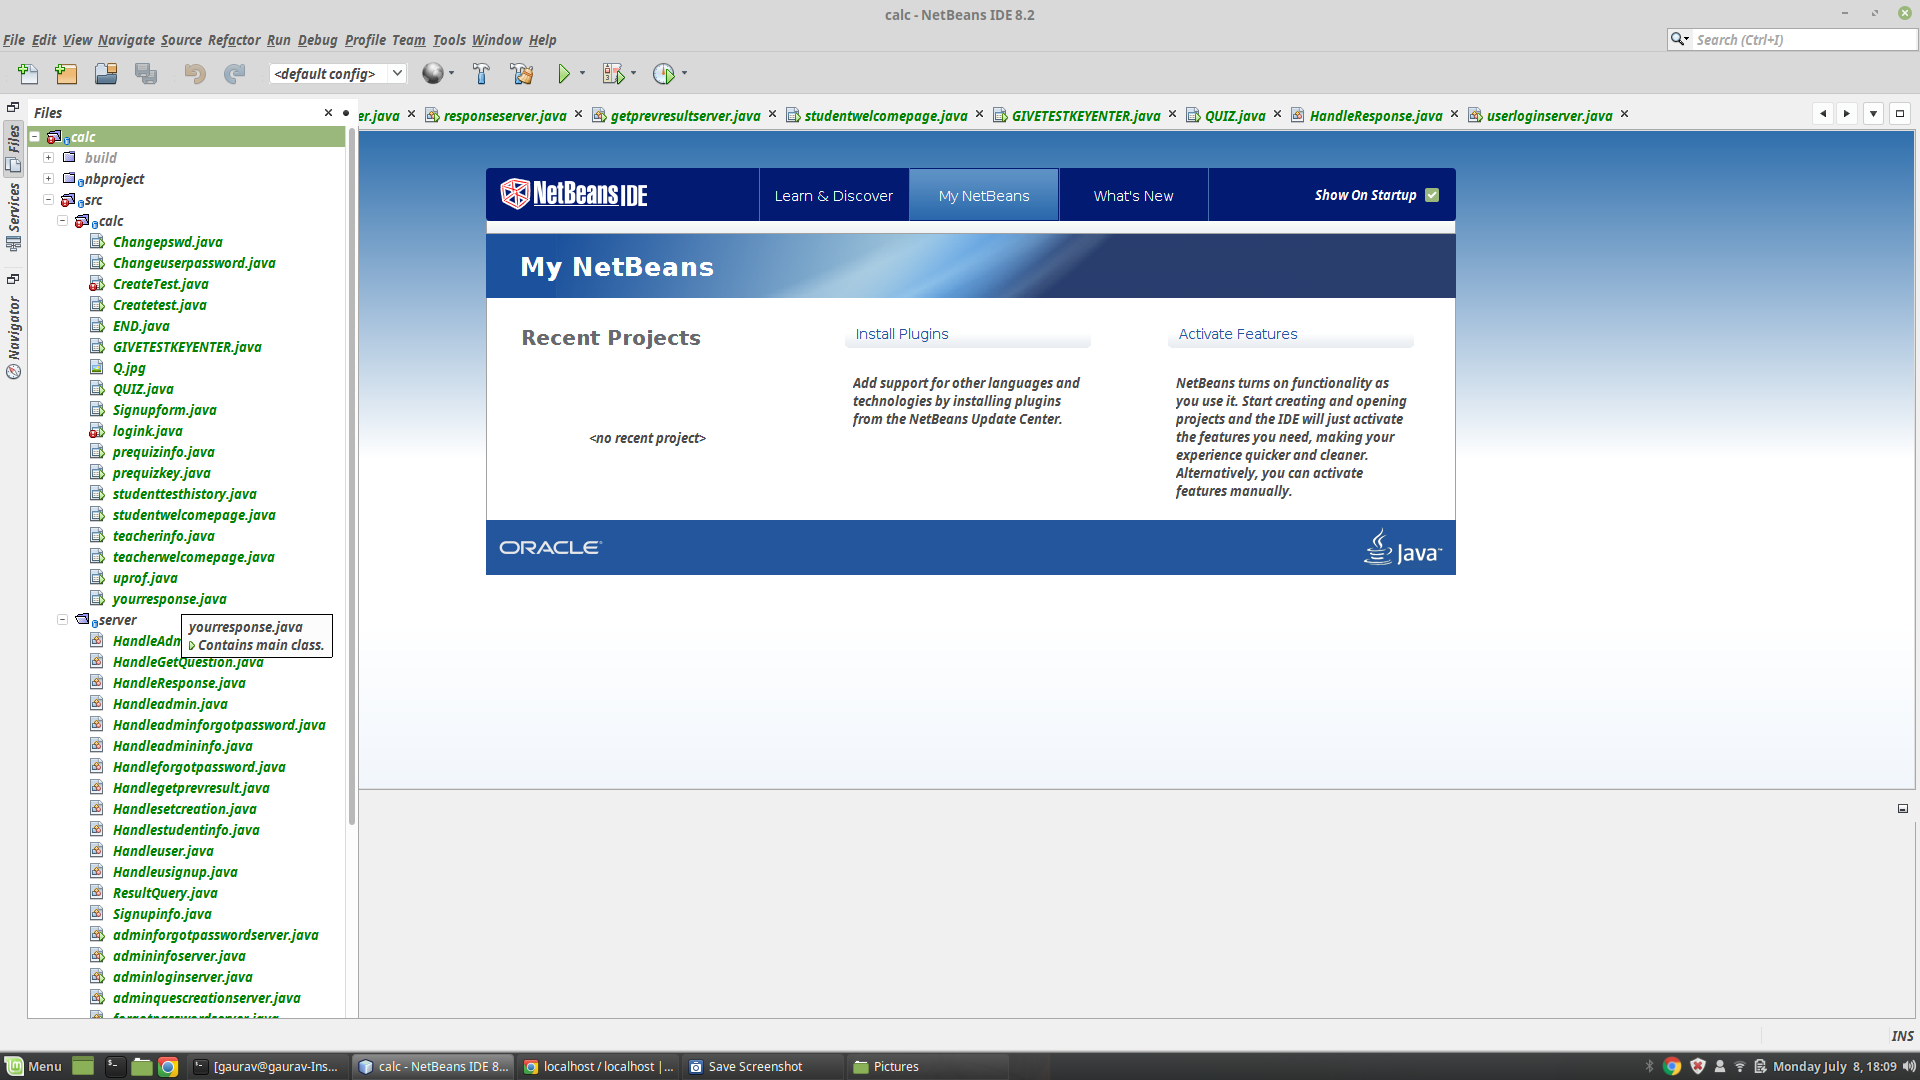 calc - NetBeans IDE 8.2
File Edit View Navigate Source Refactor Run Debug Profile Team Tools Window Help
Search (Ctrl+I)
<default config>
Files
er.java
responseserver.java
getprevresultserver.java
studentwelcomepage.java
GIVETESTKEYENTER.java
QUIZ.java
HandleResponse.java
userloginserver.java
Files
Services
Navigator
calc
build
nbproject
src
calc
Changepswd.java
Changeuserpassword.java
CreateTest.java
Createtest.java
END.java
GIVETESTKEYENTER.java
Q.jpg
QUIZ.java
Signupform.java
logink.java
prequizinfo.java
prequizkey.java
studenttesthistory.java
studentwelcomepage.java
teacherinfo.java
teacherwelcomepage.java
uprof.java
yourresponse.java
server
yourresponse.java
Contains main class.
HandleAdm
HandleGetQuestion.java
HandleResponse.java
Handleadmin.java
Handleadminforgotpassword.java
Handleadmininfo.java
Handleforgotpassword.java
Handlegetprevresult.java
Handlesetcreation.java
Handlestudentinfo.java
Handleuser.java
Handleusignup.java
ResultQuery.java
Signupinfo.java
adminforgotpasswordserver.java
admininfoserver.java
adminloginserver.java
adminquescreationserver.java
forgotpasswordserver.java
NetBeans IDE
Learn & Discover
My NetBeans
What's New
Show On Startup
My NetBeans
Recent Projects
<no recent project>
Install Plugins
Add support for other languages and
technologies by installing plugins
from the NetBeans Update Center.
Activate Features
NetBeans turns on functionality as
you use it. Start creating and opening
projects and the IDE will just activate
the features you need, making your
experience quicker and cleaner.
Alternatively, you can activate
features manually.
ORACLE
Java™
INS
Menu
[gaurav@gaurav-Ins...
calc - NetBeans IDE 8...
localhost / localhost |...
Save Screenshot
Pictures
Monday July 8, 18:09